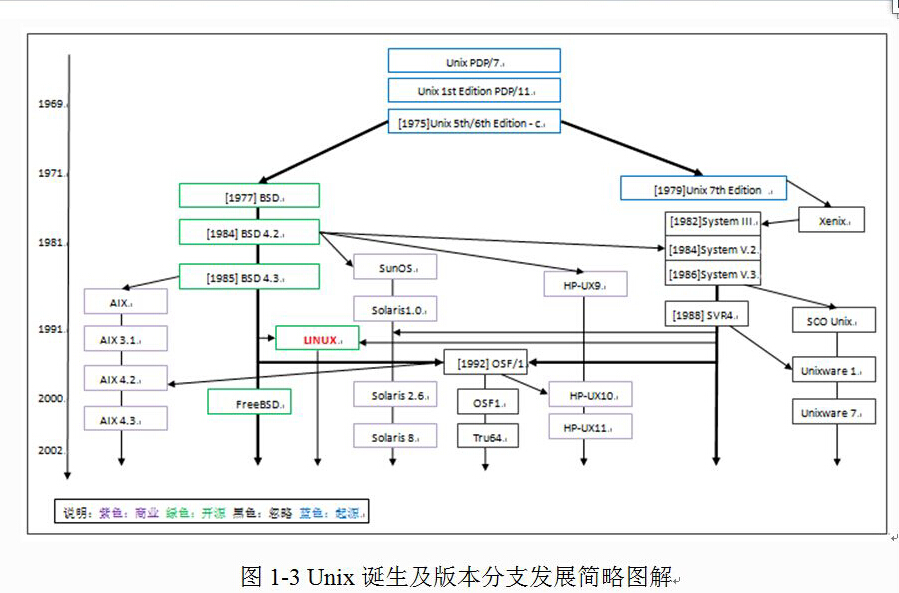 Unix PDP/7
Unix 1st Edition PDP/11
1969
[1975]Unix 5th/6th Edition - c
1971
[1977] BSD
[1979]Unix 7th Edition
Xenix
[1982]System III
[1984] BSD 4.2
1981
[1984]System V.2
[1985] BSD 4.3
SunOS
[1986]System V.3
HP-UX9
AIX
Solaris1.0
[1988] SVR4
SCO Unix
1991
AIX 3.1
LINUX
[1992] OSF/1
Unixware 1
AIX 4.2
2000
FreeBSD
Solaris 2.6
OSF1
HP-UX10
Unixware 7
AIX 4.3
Solaris 8
Tru64
HP-UX11
2002
说明：紫色：商业 绿色：开源 黑色：忽略 蓝色：起源
图 1-3 Unix 诞生及版本分支发展简略图解